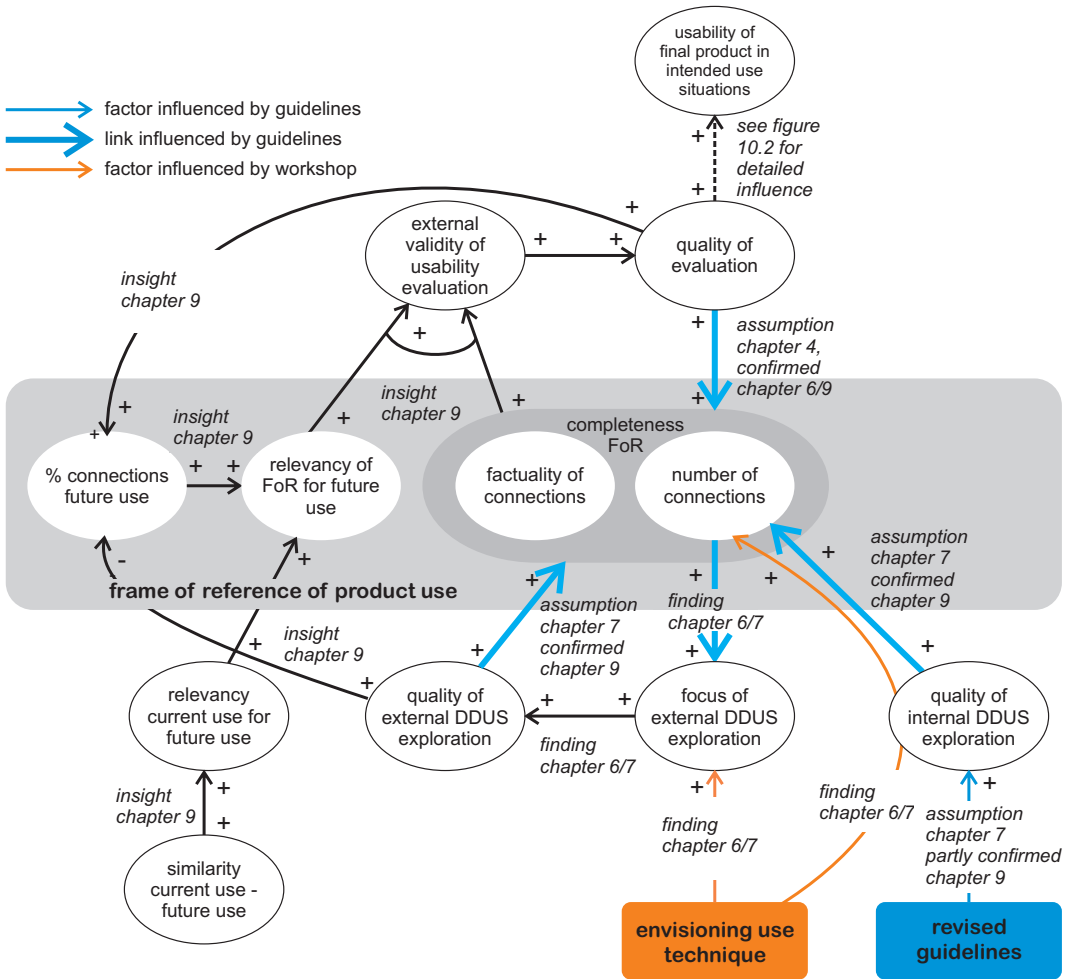 usability of
final product in
intended use
situations
factor influenced by guidelines
link influenced by guidelines
factor influenced by workshop
+
see figure
10.2 for
detailed
influence
+
+
external
validity of
usability
evaluation
+
+
quality of
evaluation
insight
chapter 9
+
assumption
chapter 4,
confirmed
chapter 6/9
+
insight
chapter 9
+
+
+
+
+
insight
chapter 9
completeness
FoR
% connections
future use
+
+
relevancy of
FoR for future
use
factuality of
connections
number of
connections
assumption
chapter 7
confirmed
chapter 9
+
-
+
+
+
+
frame of reference of product use
assumption
chapter 7
confirmed
chapter 9
finding
chapter 6/7
+
insight
chapter 9
+
+
+
+
relevancy
current use for
future use
quality of
external DDUS
exploration
+
+
focus of
external DDUS
exploration
quality of
internal DDUS
exploration
finding
chapter 6/7
+
insight
chapter 9
+
+
finding
chapter 6/7
finding
chapter 6/7
+
assumption
chapter 7
partly confirmed
chapter 9
similarity
current use -
future use
envisioning use
technique
revised
guidelines